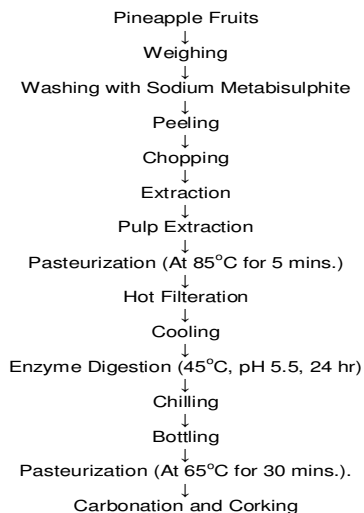 Pineapple Fruits
↓
Weighing
↓
Washing with Sodium Metabisulphite
↓
Peeling
↓
Chopping
↓
Extraction
↓
Pulp Extraction
↓
Pasteurization (At 85°C for 5 mins.)
↓
Hot Filteration
↓
Cooling
↓
Enzyme Digestion (45°C, pH 5.5, 24 hr)
↓
Chilling
↓
Bottling
↓
Pasteurization (At 65°C for 30 mins.).
↓
Carbonation and Corking